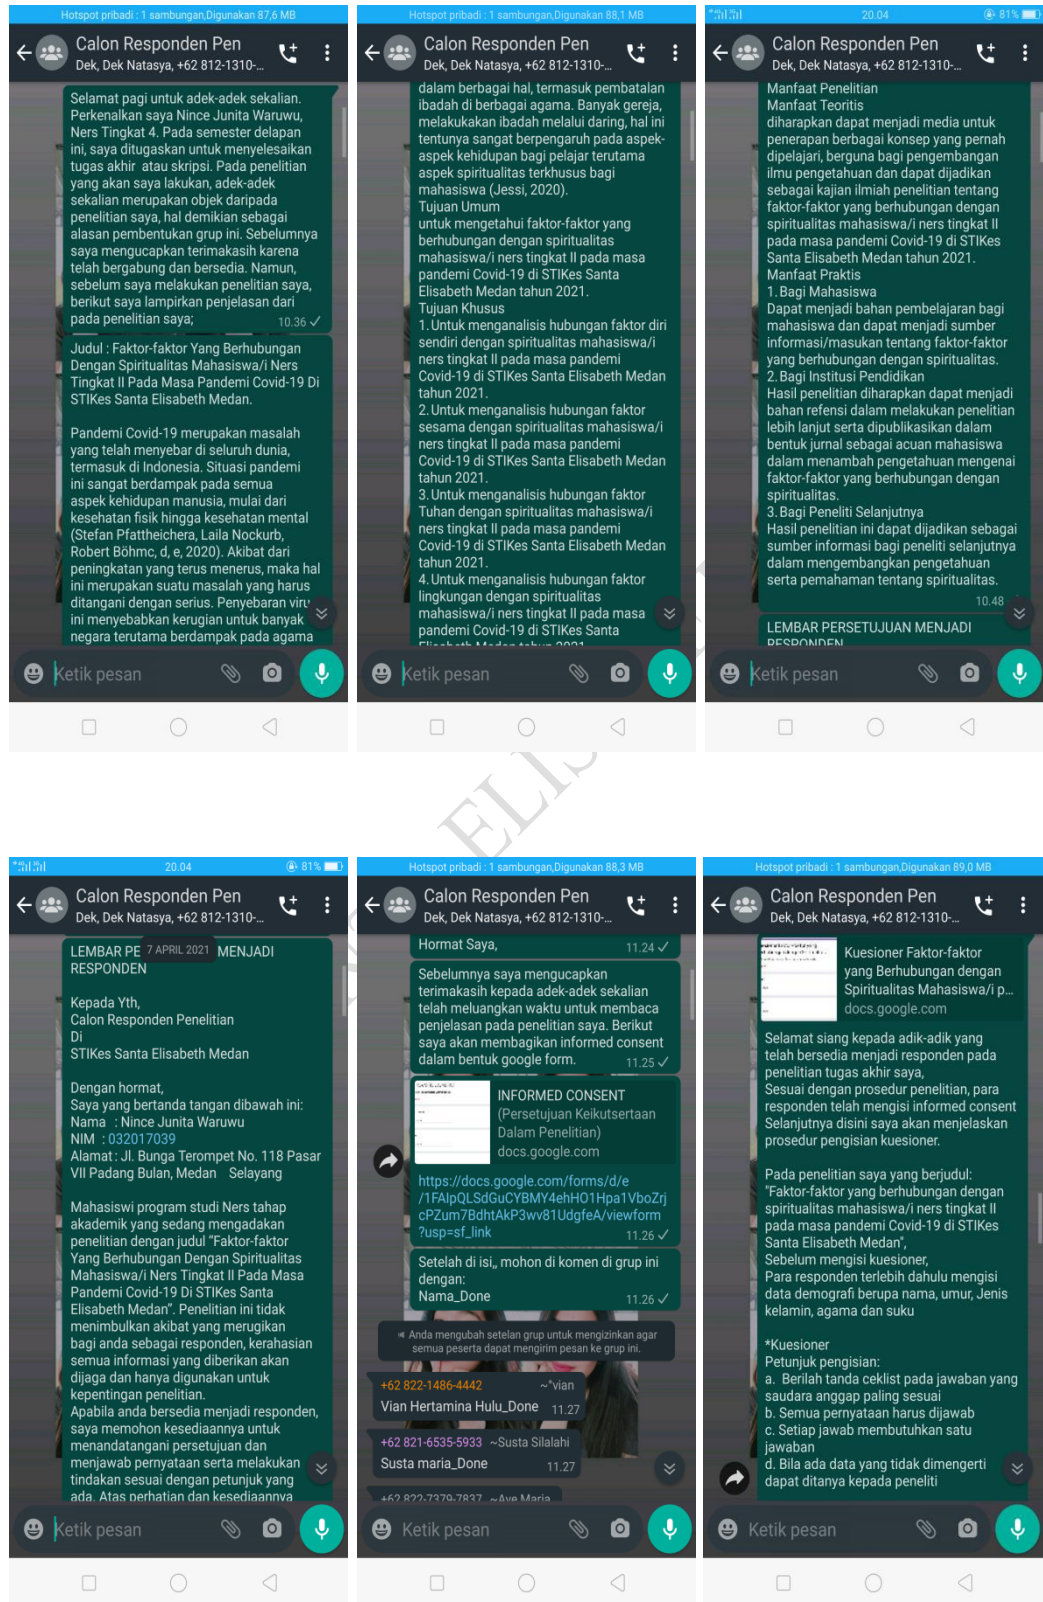 Hotspot pribadi : 1 sambungan,Digunakan 87,6 MB
Calon Responden Pen
Dek, Dek Natasya, +62 812-1310-...
Selamat pagi untuk adek-adek sekalian.
Perkenalkan saya Nince Junita Waruwu,
Ners Tingkat 4. Pada semester delapan
ini, saya ditugaskan untuk menyelesaikan
tugas akhir atau skripsi. Pada penelitian
yang akan saya lakukan, adek-adek
sekalian merupakan objek daripada
penelitian saya, hal demikian sebagai
alasan pembentukan grup ini. Sebelumnya
saya mengucapkan terimakasih karena
telah bergabung dan bersedia. Namun,
sebelum saya melakukan penelitian saya,
berikut saya lampirkan penjelasan dari
pada penelitian saya;
10.36
Judul : Faktor-faktor Yang Berhubungan
Dengan Spiritualitas Mahasiswa/i Ners
Tingkat II Pada Masa Pandemi Covid-19 Di
STIKes Santa Elisabeth Medan.
Pandemi Covid-19 merupakan masalah
yang telah menyebar di seluruh dunia,
termasuk di Indonesia. Situasi pandemi
ini sangat berdampak pada semua
aspek kehidupan manusia, mulai dari
kesehatan fisik hingga kesehatan mental
(Stefan Pfattheichera, Laila Nockurb,
Robert Böhmc, d, e, 2020). Akibat dari
peningkatan yang terus menerus, maka hal
ini merupakan suatu masalah yang harus
ditangani dengan serius. Penyebaran viru
ini menyebabkan kerugian untuk banyak
negara terutama berdampak pada agama
Ketik pesan
Hotspot pribadi : 1 sambungan,Digunakan 88,1 MB
Calon Responden Pen
Dek, Dek Natasya, +62 812-1310-...
dalam berbagai hal, termasuk pembatalan
ibadah di berbagai agama. Banyak gereja,
melakukakan ibadah melalui daring, hal ini
tentunya sangat berpengaruh pada aspek-
aspek kehidupan bagi pelajar terutama
aspek spiritualitas terkhusus bagi
mahasiswa (Jessi, 2020).
Tujuan Umum
untuk mengetahui faktor-faktor yang
berhubungan dengan spiritualitas
mahasiswa/i ners tingkat II pada masa
pandemi Covid-19 di STIKes Santa
Elisabeth Medan tahun 2021.
Tujuan Khusus
1. Untuk menganalisis hubungan faktor diri
sendiri dengan spiritualitas mahasiswa/i
ners tingkat II pada masa pandemi
Covid-19 di STIKes Santa Elisabeth Medan
tahun 2021.
2. Untuk menganalisis hubungan faktor
sesama dengan spiritualitas mahasiswa/i
ners tingkat II pada masa pandemi
Covid-19 di STIKes Santa Elisabeth Medan
tahun 2021.
3. Untuk menganalisis hubungan faktor
Tuhan dengan spiritualitas mahasiswa/i
ners tingkat II pada masa pandemi
Covid-19 di STIKes Santa Elisabeth Medan
tahun 2021.
4. Untuk menganalisis hubungan faktor
lingkungan dengan spiritualitas
mahasiswa/i ners tingkat II pada masa
pandemi Covid-19 di STIKes Santa
Elisabeth Medan tahun 2021
Ketik pesan
20.04
81%
Calon Responden Pen
Dek, Dek Natasya, +62 812-1310-...
Manfaat Penelitian
Manfaat Teoritis
diharapkan dapat menjadi media untuk
penerapan berbagai konsep yang pernah
dipelajari, berguna bagi pengembangan
ilmu pengetahuan dan dapat dijadikan
sebagai kajian ilmiah penelitian tentang
faktor-faktor yang berhubungan dengan
spiritualitas mahasiswa/i ners tingkat II
pada masa pandemi Covid-19 di STIKes
Santa Elisabeth Medan tahun 2021.
Manfaat Praktis
1. Bagi Mahasiswa
Dapat menjadi bahan pembelajaran bagi
mahasiswa dan dapat menjadi sumber
informasi/masukan tentang faktor-faktor
yang berhubungan dengan spiritualitas.
2. Bagi Institusi Pendidikan
Hasil penelitian diharapkan dapat menjadi
bahan refensi dalam melakukan penelitian
lebih lanjut serta dipublikasikan dalam
bentuk jurnal sebagai acuan mahasiswa
dalam menambah pengetahuan mengenai
faktor-faktor yang berhubungan dengan
spiritualitas.
3. Bagi Peneliti Selanjutnya
Hasil penelitian ini dapat dijadikan sebagai
sumber informasi bagi peneliti selanjutnya
dalam mengembangkan pengetahuan
serta pemahaman tentang spiritualitas.
10.48
LEMBAR PERSETUJUAN MENJADI
RESPONDEN
Ketik pesan
ELIS
20.04
81%
Calon Responden Pen
Dek, Dek Natasya, +62 812-1310-...
7 APRIL 2021
LEMBAR PE MENJADI
RESPONDEN
Kepada Yth,
Calon Responden Penelitian
Di
STIKes Santa Elisabeth Medan
Dengan hormat,
Saya yang bertanda tangan dibawah ini:
Nama : Nince Junita Waruwu
NIM : 032017039
Alamat : Jl. Bunga Terompet No. 118 Pasar
VII Padang Bulan, Medan Selayang
Mahasiswi program studi Ners tahap
akademik yang sedang mengadakan
penelitian dengan judul "Faktor-faktor
Yang Berhubungan Dengan Spiritualitas
Mahasiswa/i Ners Tingkat II Pada Masa
Pandemi Covid-19 Di STIKes Santa
Elisabeth Medan". Penelitian ini tidak
menimbulkan akibat yang merugikan
bagi anda sebagai responden, kerahasian
semua informasi yang diberikan akan
dijaga dan hanya digunakan untuk
kepentingan penelitian.
Apabila anda bersedia menjadi responden,
saya memohon kesediaannya untuk
menandatangani persetujuan dan
menjawab pernyataan serta melakukan
tindakan sesuai dengan petunjuk yang
ada. Atas perhatian dan kesediaannya
Ketik pesan
Hotspot pribadi : 1 sambungan,Digunakan 88,3 MB
Calon Responden Pen
Dek, Dek Natasya, +62 812-1310-...
Hormat Saya,
11.24
Sebelumnya saya mengucapkan
terimakasih kepada adek-adek sekalian
telah meluangkan waktu untuk membaca
penjelasan pada penelitian saya. Berikut
saya akan membagikan informed consent
dalam bentuk google form.
11.25
INFORMED CONSENT
(Persetujuan Keikutsertaan
Dalam Penelitian)
docs.google.com
https://docs.google.com/forms/d/e
/1FAIpQLSdGuCYBMY4ehHO1Hpa1VboZrj
cPZum7BdhtAkP3wv81UdgfeA/viewform
?usp=sf_link
11.26
Setelah di isi,, mohon di komen di grup ini
dengan:
Nama_Done
11.26
Anda mengubah setelan grup untuk mengizinkan agar
semua peserta dapat mengirim pesan ke grup ini.
+62 822-1486-4442 ~*vian
Vian Hertamina Hulu_Done 11.27
+62 821-6535-5933 ~Susta Silalahi
Susta maria_Done 11.27
+62 822-7379-7837 ~Ave Maria
Ketik pesan
Hotspot pribadi : 1 sambungan,Digunakan 89,0 MB
Calon Responden Pen
Dek, Dek Natasya, +62 812-1310-...
Kuesioner Faktor-faktor
yang Berhubungan dengan
Spiritualitas Mahasiswa/i p...
docs.google.com
Selamat siang kepada adik-adik yang
telah bersedia menjadi responden pada
penelitian tugas akhir saya,
Sesuai dengan prosedur penelitian, para
responden telah mengisi informed consent
Selanjutnya disini saya akan menjelaskan
prosedur pengisian kuesioner.
Pada penelitian saya yang berjudul:
"Faktor-faktor yang berhubungan dengan
spiritualitas mahasiswa/i ners tingkat II
pada masa pandemi Covid-19 di STIKes
Santa Elisabeth Medan",
Sebelum mengisi kuesioner,
Para responden terlebih dahulu mengisi
data demografi berupa nama, umur, Jenis
kelamin, agama dan suku
*Kuesioner
Petunjuk pengisian:
a. Berilah tanda ceklist pada jawaban yang
saudara anggap paling sesuai
b. Semua pernyataan harus dijawab
c. Setiap jawab membutuhkan satu
jawaban
d. Bila ada data yang tidak dimengerti
dapat ditanya kepada peneliti
Ketik pesan